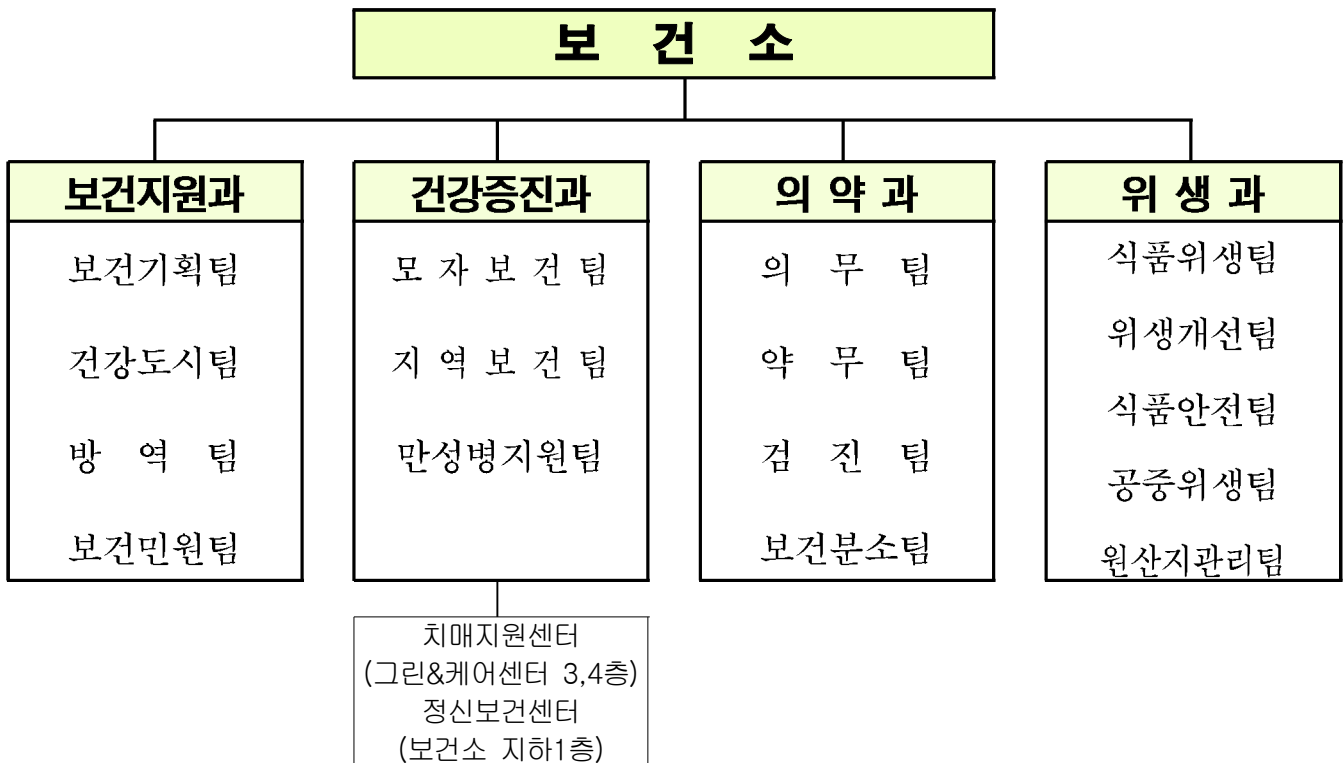 보 건 소
보건지원과
보건기획팀
건강도시팀
방 역 팀
보건민원팀
건강증진과
모 자 보 건 팀
지 역 보 건 팀
만성병지원팀
치매지원센터
(그린&케어센터 3,4층)
정신보건센터
(보건소 지하1층)
의 약 과
의 무 팀
약 무 팀
검 진 팀
보건분소팀
위 생 과
식품위생팀
위생개선팀
식품안전팀
공중위생팀
원산지관리팀